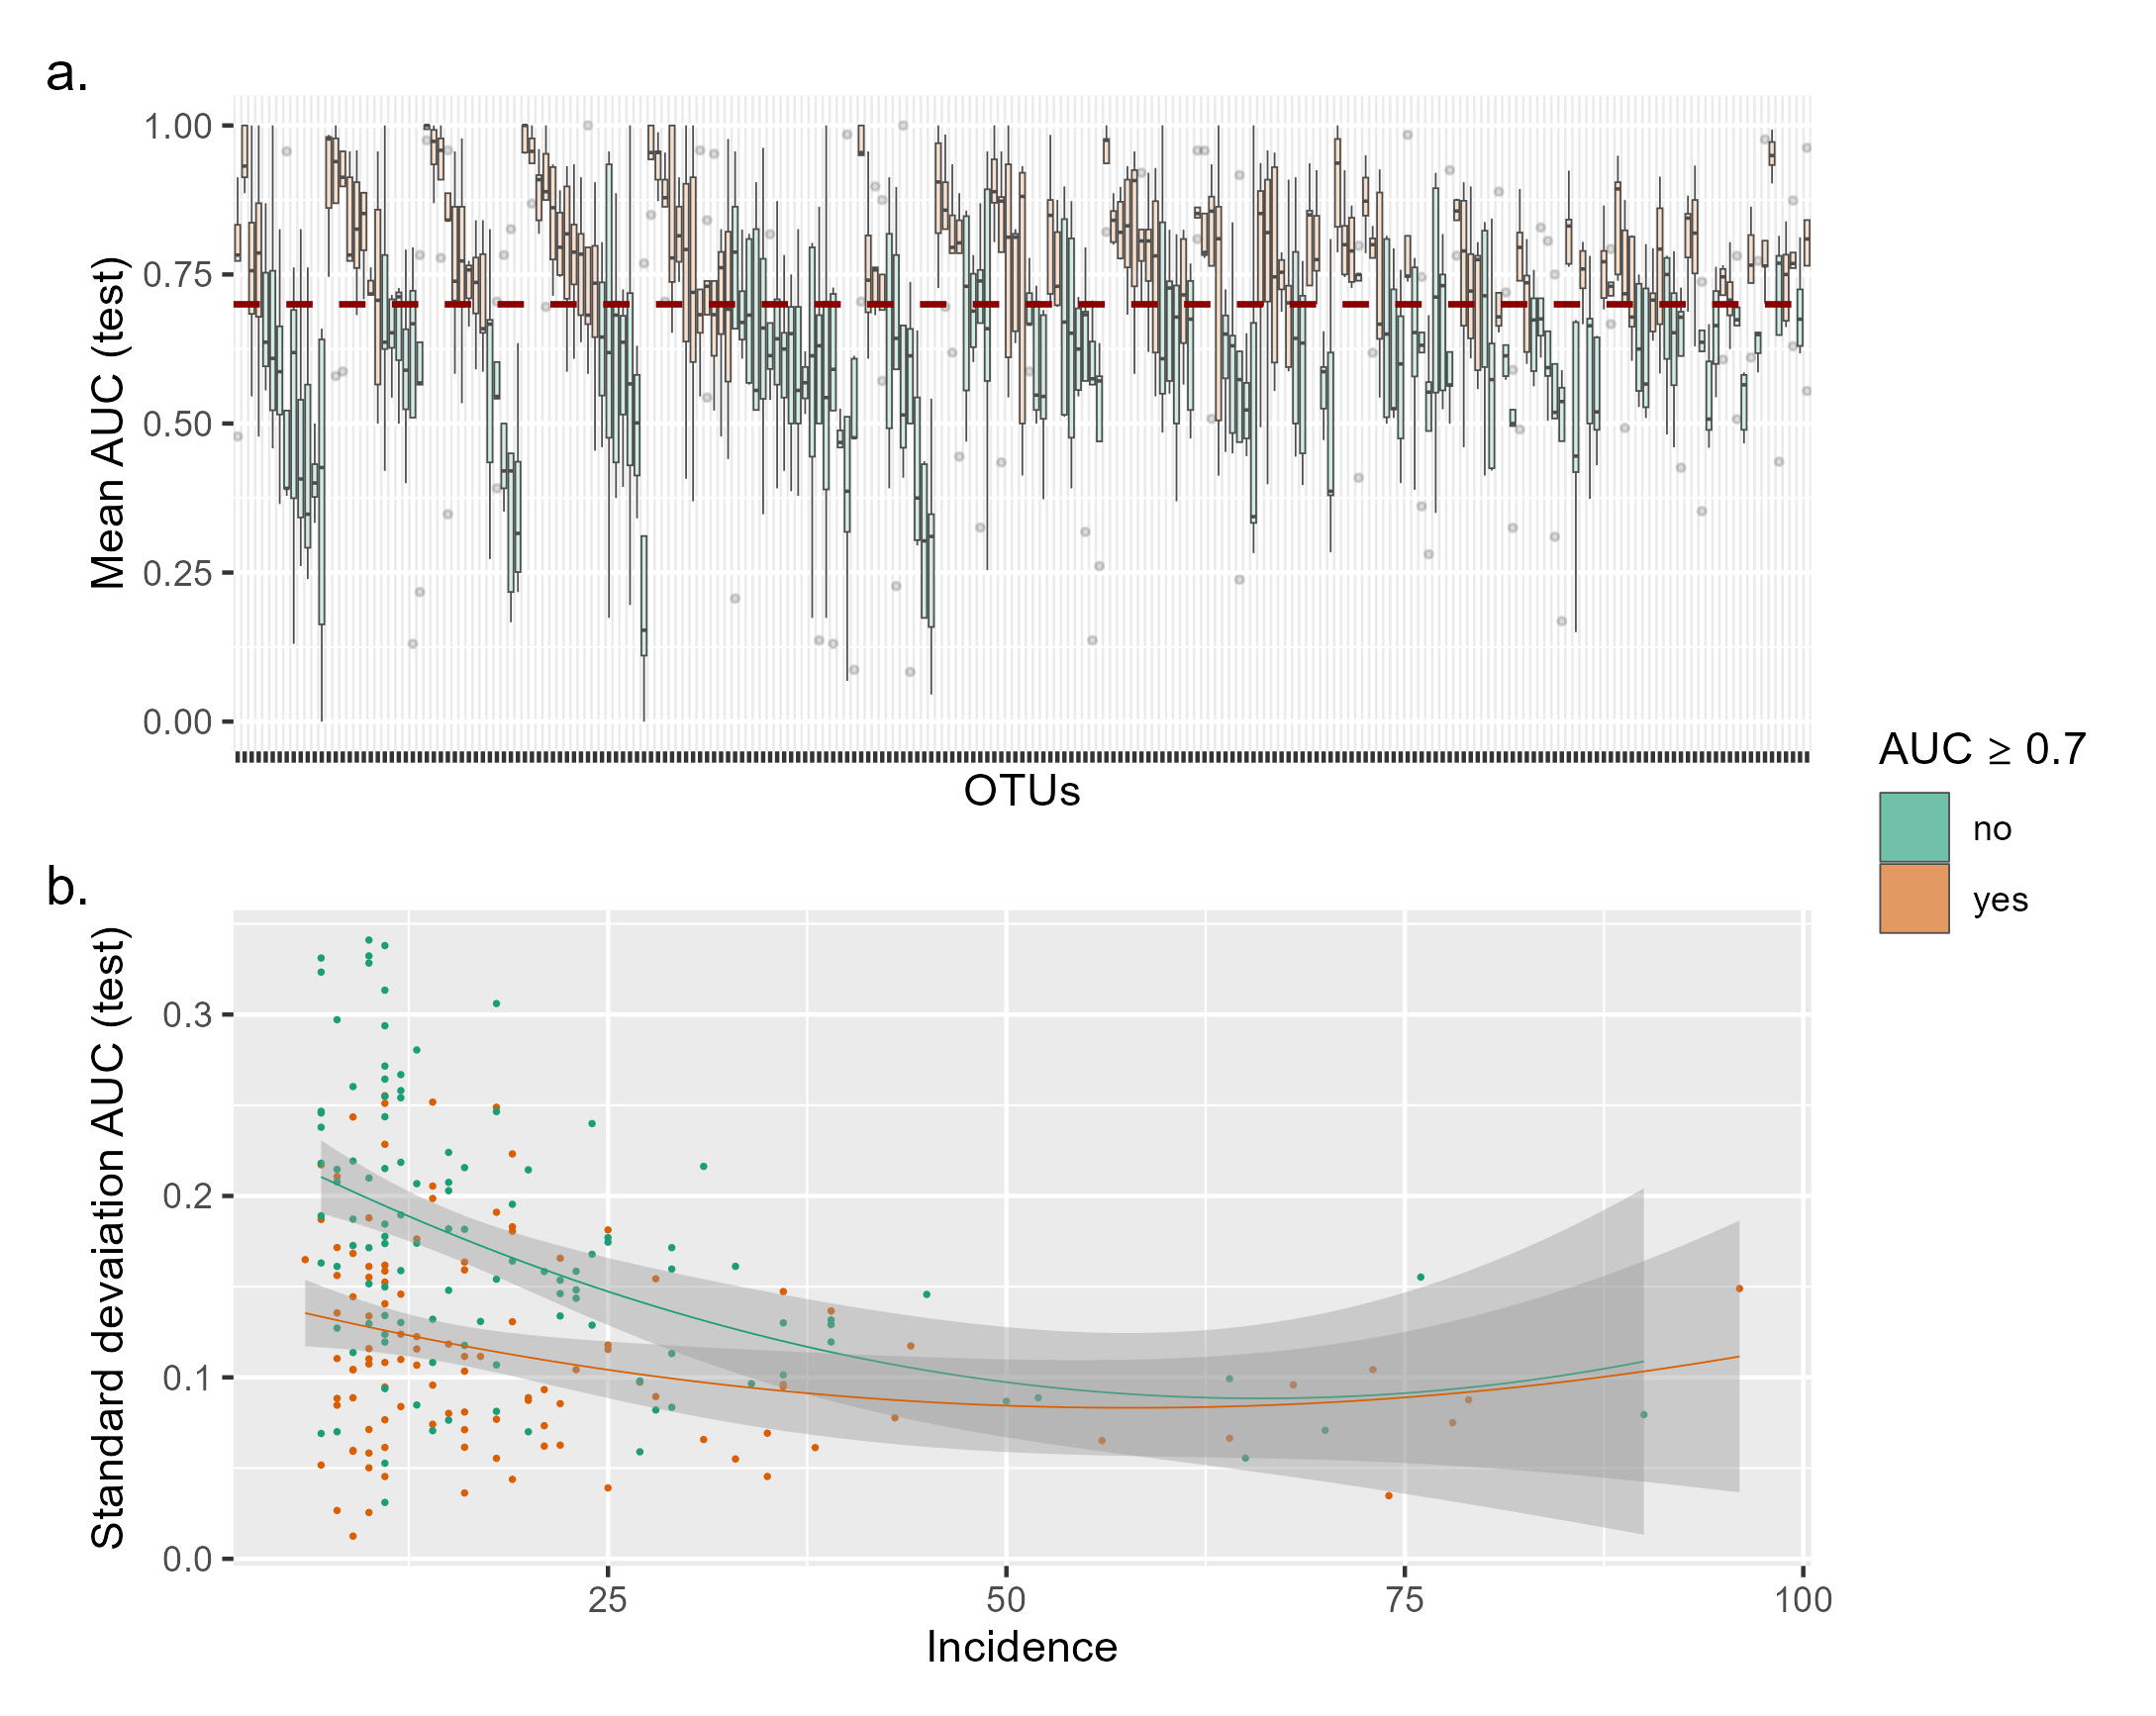 a.
1.00
0.75
0.50
0.25
0.00
Mean AUC (test)
OTUs
AUC ≥ 0.7
no
yes
b.
0.3
0.2
0.1
0.0
Standard devaiation AUC (test)
25
50
75
100
Incidence